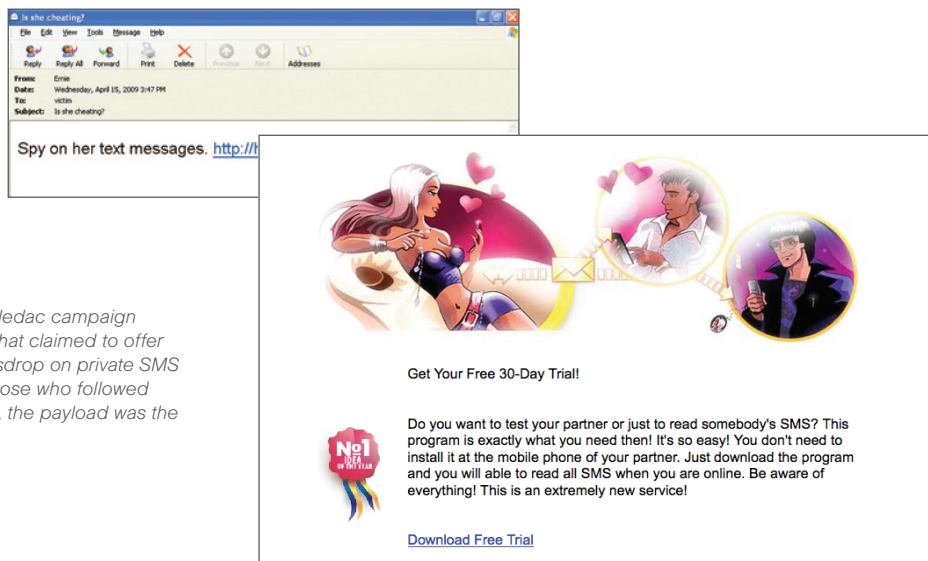 Is she cheating?
File Edit View Tools Message Help
Reply Reply All Forward Print Delete Previous Next Addresses
From: Ernie
Date: Wednesday, April 15, 2009 3:47 PM
To: victim
Subject: Is she cheating?
Spy on her text messages. http://h
ledac campaign
hat claimed to offer
sdrop on private SMS
ose who followed
, the payload was the
Get Your Free 30-Day Trial!
Do you want to test your partner or just to read somebody's SMS? This
program is exactly what you need then! It's so easy! You don't need to
install it at the mobile phone of your partner. Just download the program
and you will able to read all SMS when you are online. Be aware of
everything! This is an extremely new service!
No1
IDEA
OF THE YEAR
Download Free Trial